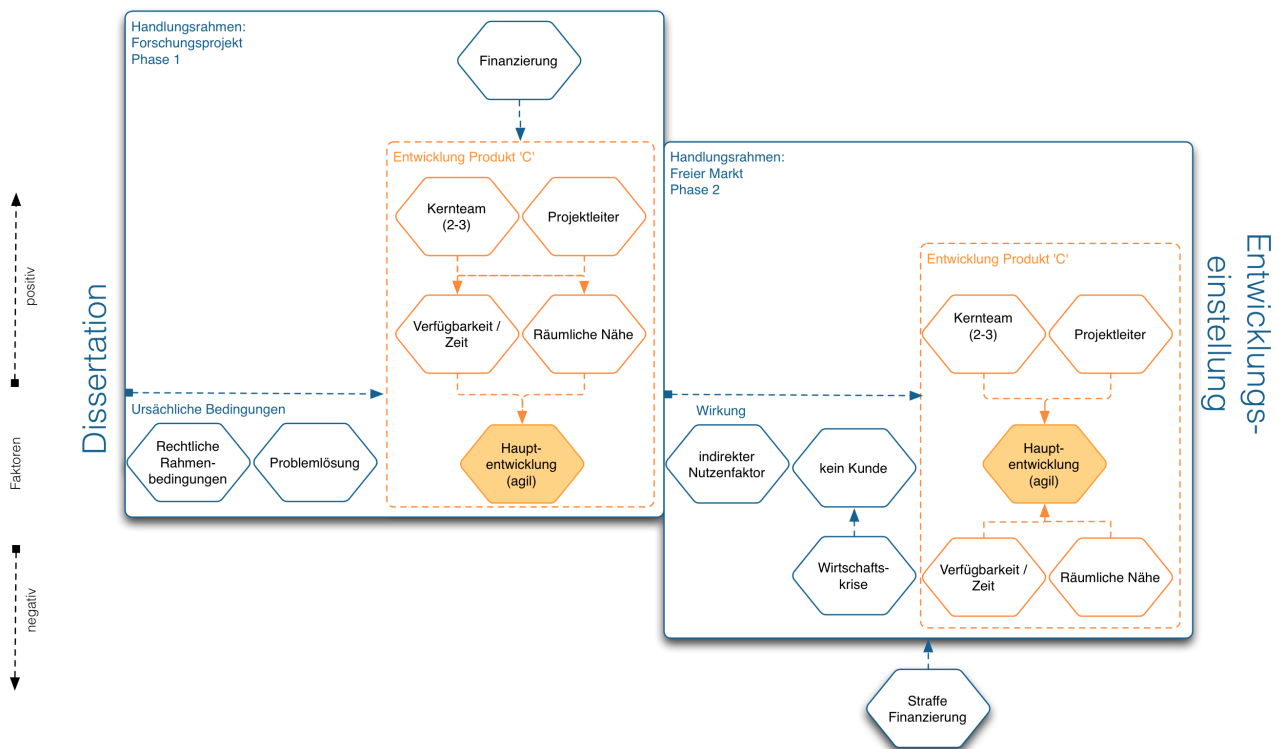 Handlungsrahmen:
Forschungsprojekt
Phase 1
Finanzierung
Entwicklung Produkt 'C'
Kernteam
(2-3)
Projektleiter
Verfügbarkeit /
Zeit
Räumliche Nähe
Ursächliche Bedingungen
Rechtliche
Rahmen-
bedingungen
Problemlösung
Haupt-
entwicklung
(agil)
Handlungsrahmen:
Freier Markt
Phase 2
Entwicklung Produkt 'C'
Kernteam
(2-3)
Projektleiter
Wirkung
indirekter
Nutzenfaktor
kein Kunde
Haupt-
entwicklung
(agil)
Wirtschafts-
krise
Verfügbarkeit /
Zeit
Räumliche Nähe
Straffe
Finanzierung
positiv
Faktoren
negativ
Dissertation
Entwicklungs-
einstellung